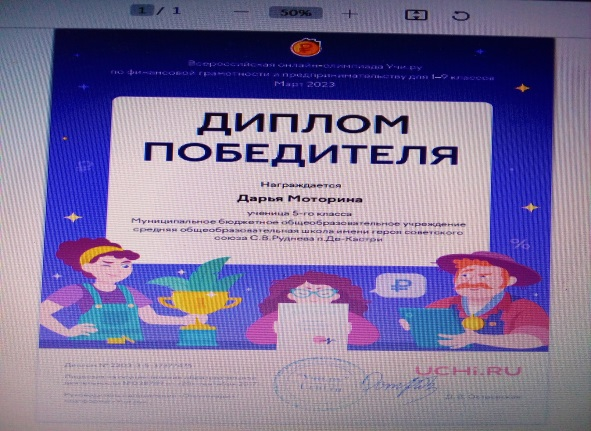 1 / 1 — 50% +
Всероссийская онлайн-олимпиада Учи.ру
по финансовой грамотности и предпринимательству для 1–9 классов
Март 2023
ДИПЛОМ
ПОБЕДИТЕЛЯ
Награждается
Дарья Моторина
ученица 5-го класса
Муниципальное бюджетное общеобразовательное учреждение
средняя общеобразовательная школа имени героя советского
союза С.В.Руднева п.Де-Кастри
%
₽
UCHi.RU
Диплом №